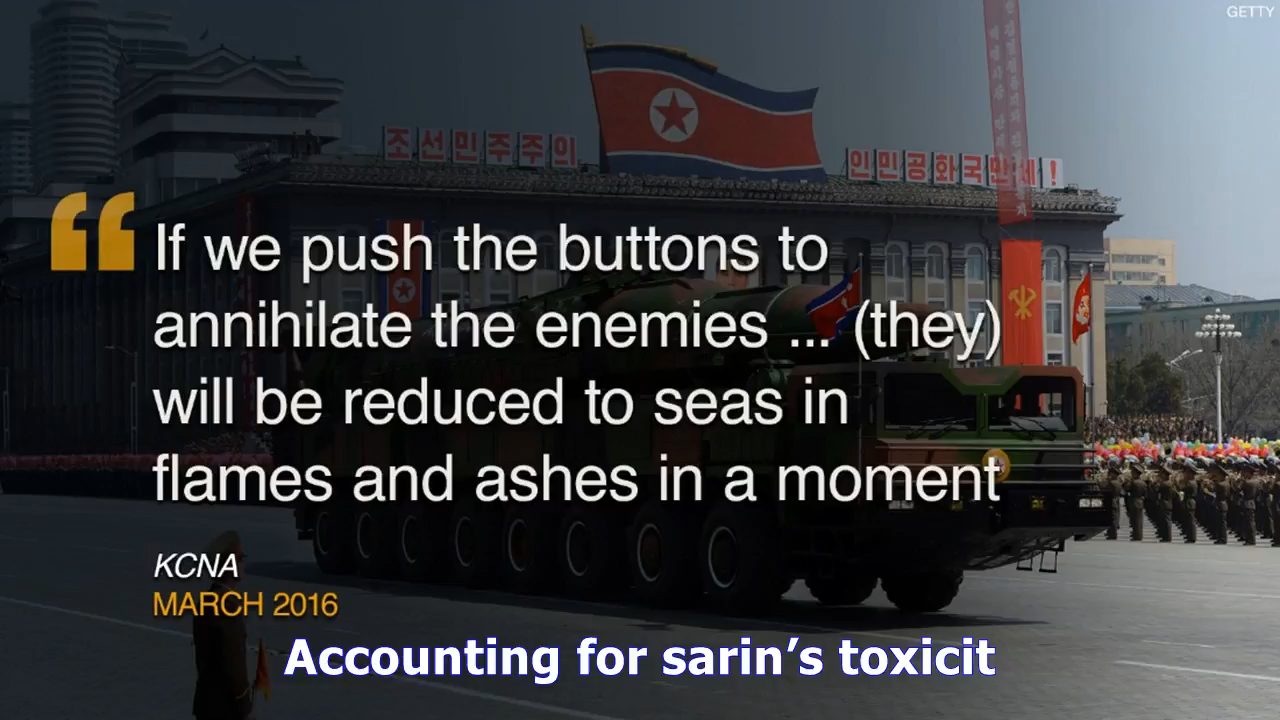 GETTY
조선민주주의
인민공화국만세!
“
If we push the buttons to
annihilate the enemies ... (they)
will be reduced to seas in
flames and ashes in a moment
KCNA
MARCH 2016
Accounting for sarin’s toxicit